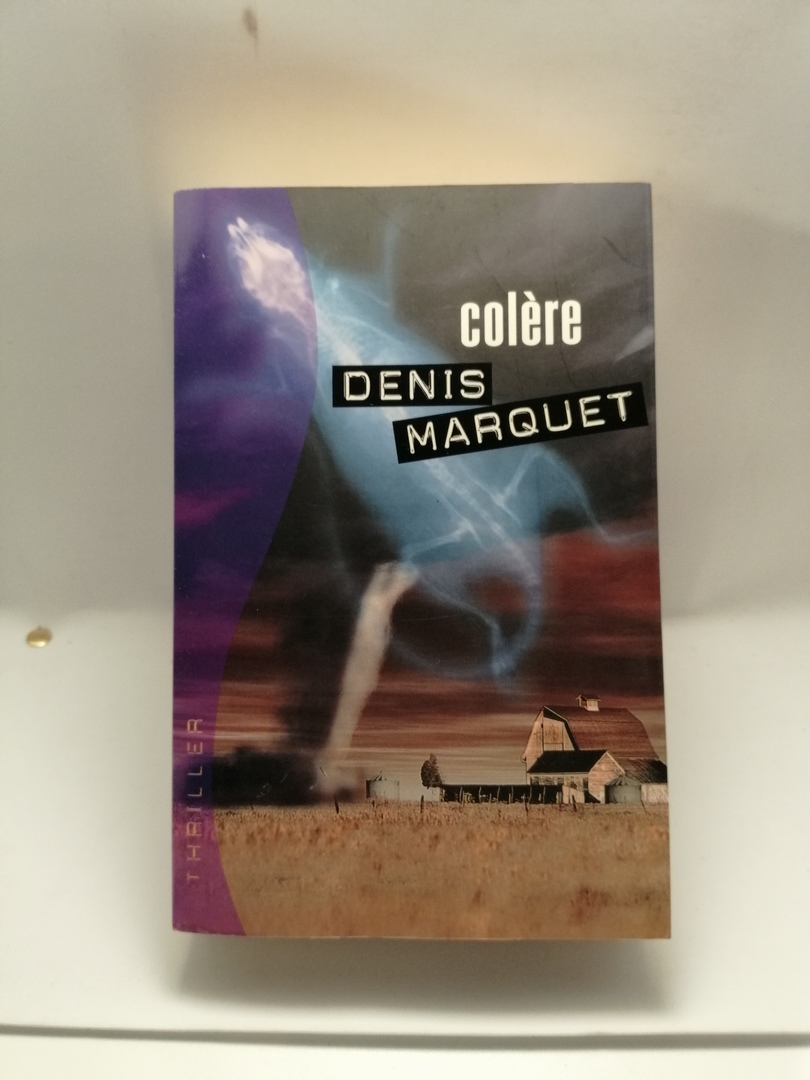 colère
DENIS
MARQUET
THRILLER